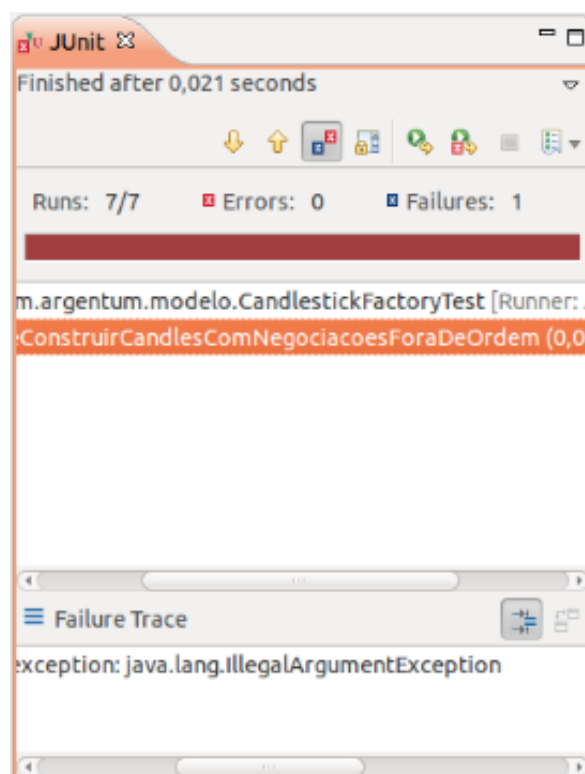 JUnit
Finished after 0,021 seconds
Runs: 7/7 Errors: 0 Failures: 1
m.argentum.modelo.CandlestickFactoryTest [Runner:
eConstruirCandlesComNegociacoesForaDeOrdem (0,0
Failure Trace
exception: java.lang.IllegalArgumentException